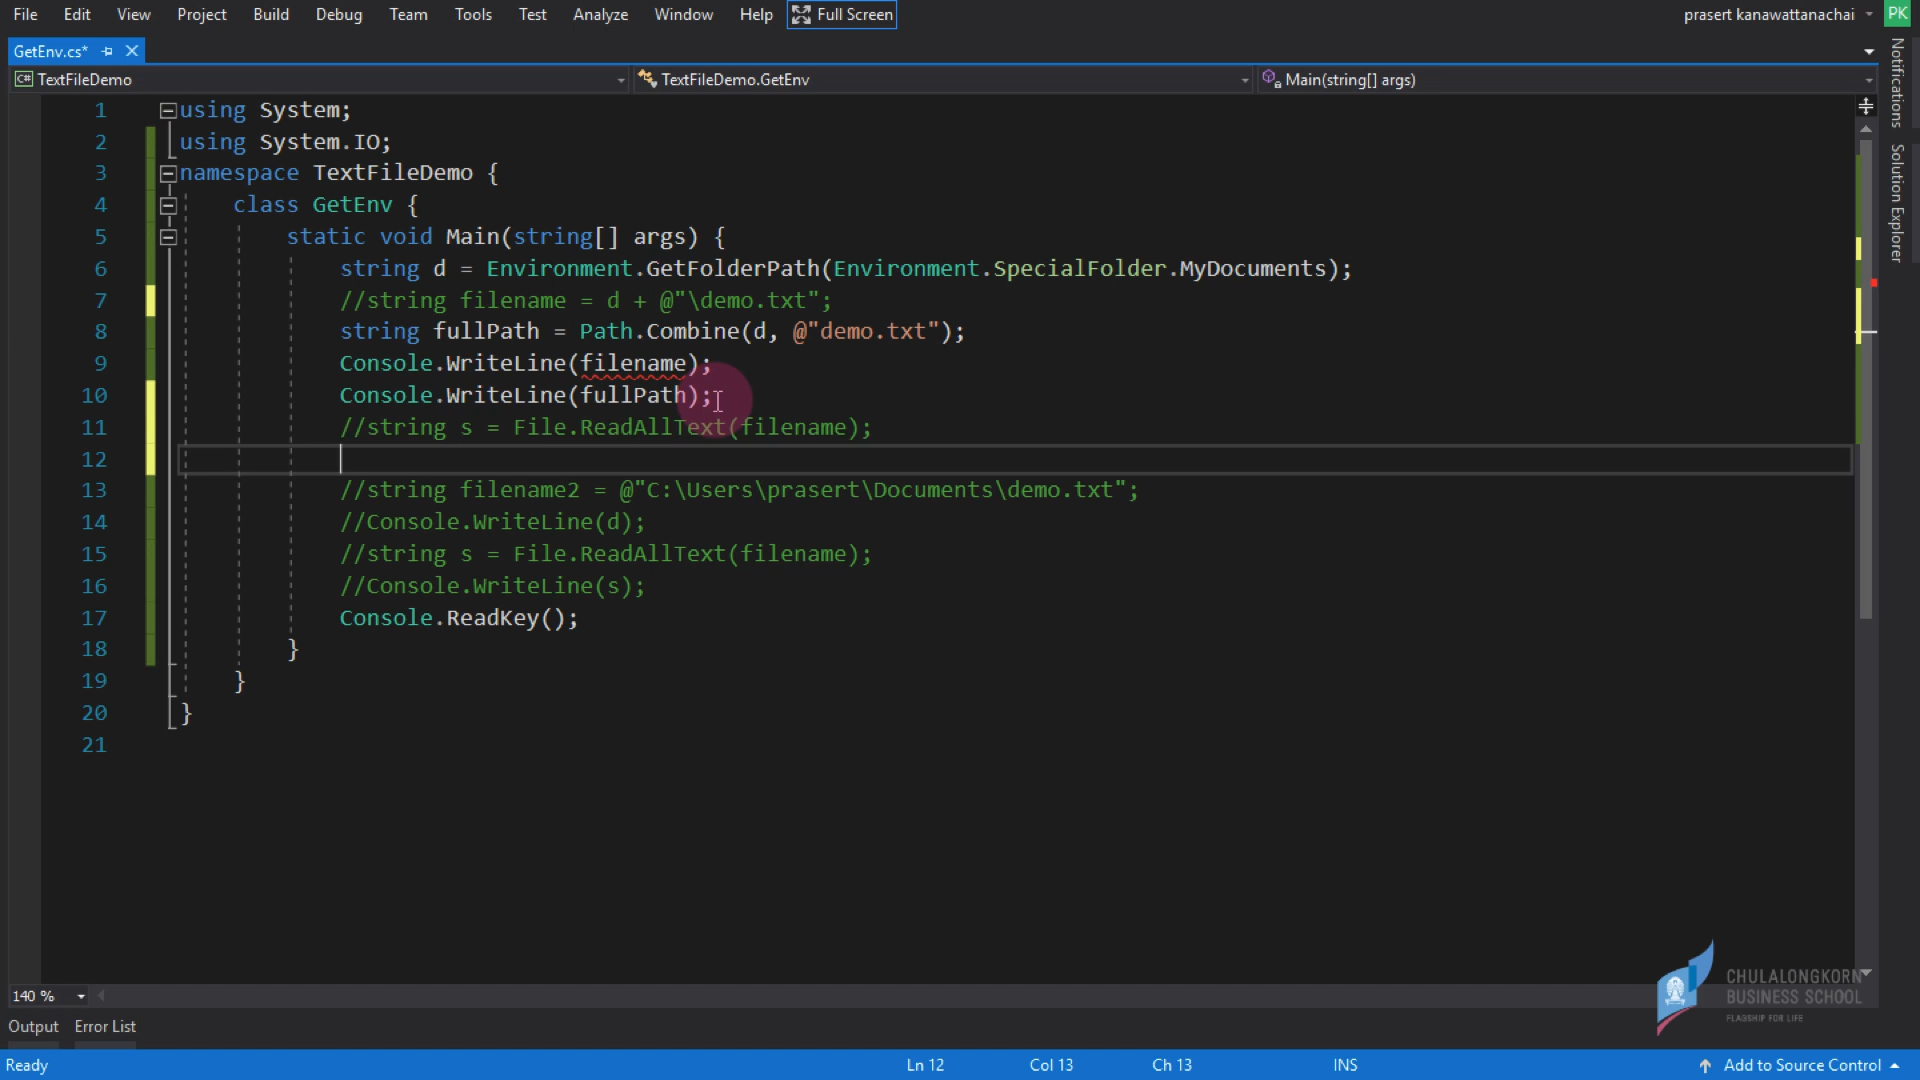 File Edit View Project Build Debug Team Tools Test Analyze Window Help Full Screen prasert kanawattanachai PK
GetEnv.cs*
C# TextFileDemo TextFileDemo.GetEnv Main(string[] args)
1 using System;
2 using System.IO;
3 namespace TextFileDemo {
4 class GetEnv {
5 static void Main(string[] args) {
6 string d = Environment.GetFolderPath(Environment.SpecialFolder.MyDocuments);
7 //string filename = d + @"\demo.txt";
8 string fullPath = Path.Combine(d, @"demo.txt");
9 Console.WriteLine(filename);
10 Console.WriteLine(fullPath);
11 //string s = File.ReadAllText(filename);
12
13 //string filename2 = @"C:\Users\prasert\Documents\demo.txt";
14 //Console.WriteLine(d);
15 //string s = File.ReadAllText(filename);
16 //Console.WriteLine(s);
17 Console.ReadKey();
18 }
19 }
20 }
21
Notifications
Solution Explorer
CHULALONGKORN
BUSINESS SCHOOL
FLAGSHIP FOR LIFE
140 %
Output Error List
Ready Ln 12 Col 13 Ch 13 INS Add to Source Control